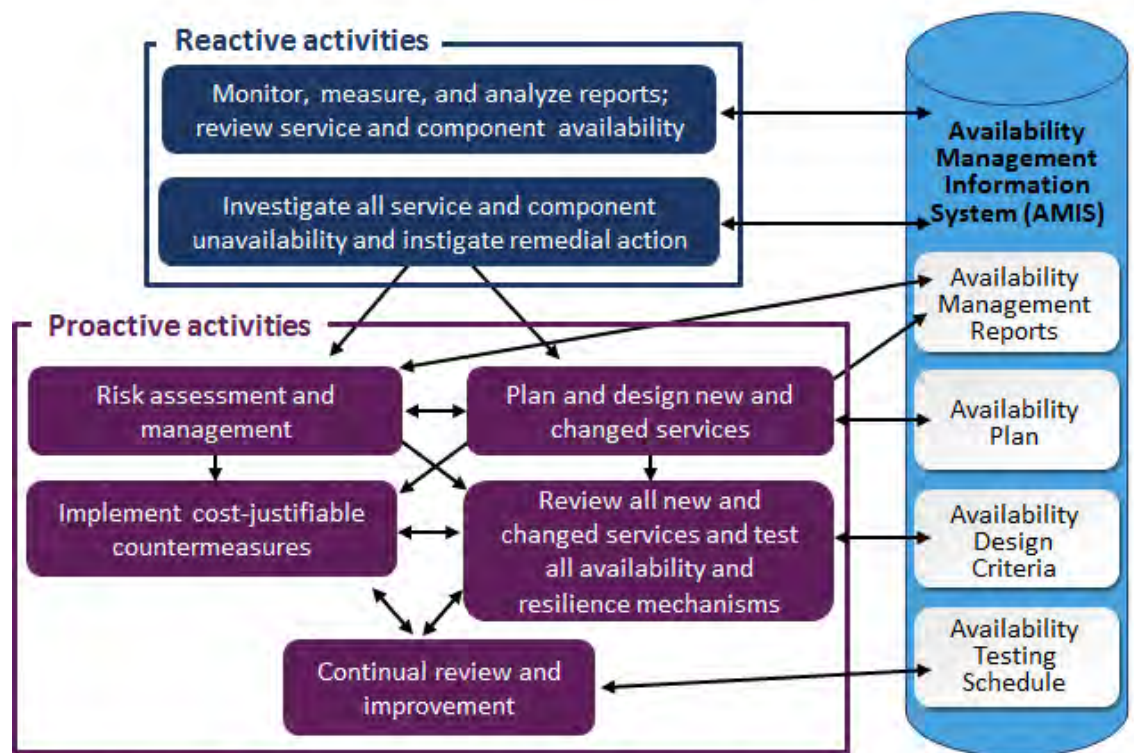 Reactive activities
Monitor, measure, and analyze reports;
review service and component availability
Investigate all service and component
unavailability and instigate remedial action
Proactive activities
Risk assessment and
management
Plan and design new and
changed services
Implement cost-justifiable
countermeasures
Review all new and
changed services and test
all availability and
resilience mechanisms
Continual review and
improvement
Availability
Management
Information
System (AMIS)
Availability
Management
Reports
Availability
Plan
Availability
Design
Criteria
Availability
Testing
Schedule